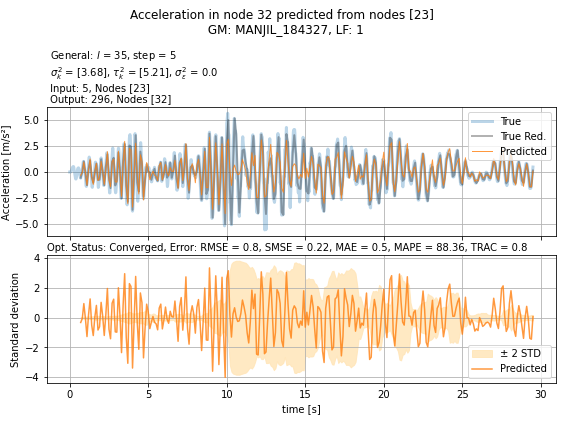 Acceleration in node 32 predicted from nodes [23]
GM: MANJIL_184327, LF: 1
General: l = 35, step = 5
σ²ₖ = [3.68], τ²ₖ = [5.21], σ²ₑ = 0.0
Input: 5, Nodes [23]
Output: 296, Nodes [32]
Acceleration [m/s²]
5.0
2.5
0.0
−2.5
−5.0
True
True Red.
Predicted
Opt. Status: Converged, Error: RMSE = 0.8, SMSE = 0.22, MAE = 0.5, MAPE = 88.36, TRAC = 0.8
Standard deviation
4
2
0
−2
−4
± 2 STD
Predicted
0 5 10 15 20 25 30
time [s]